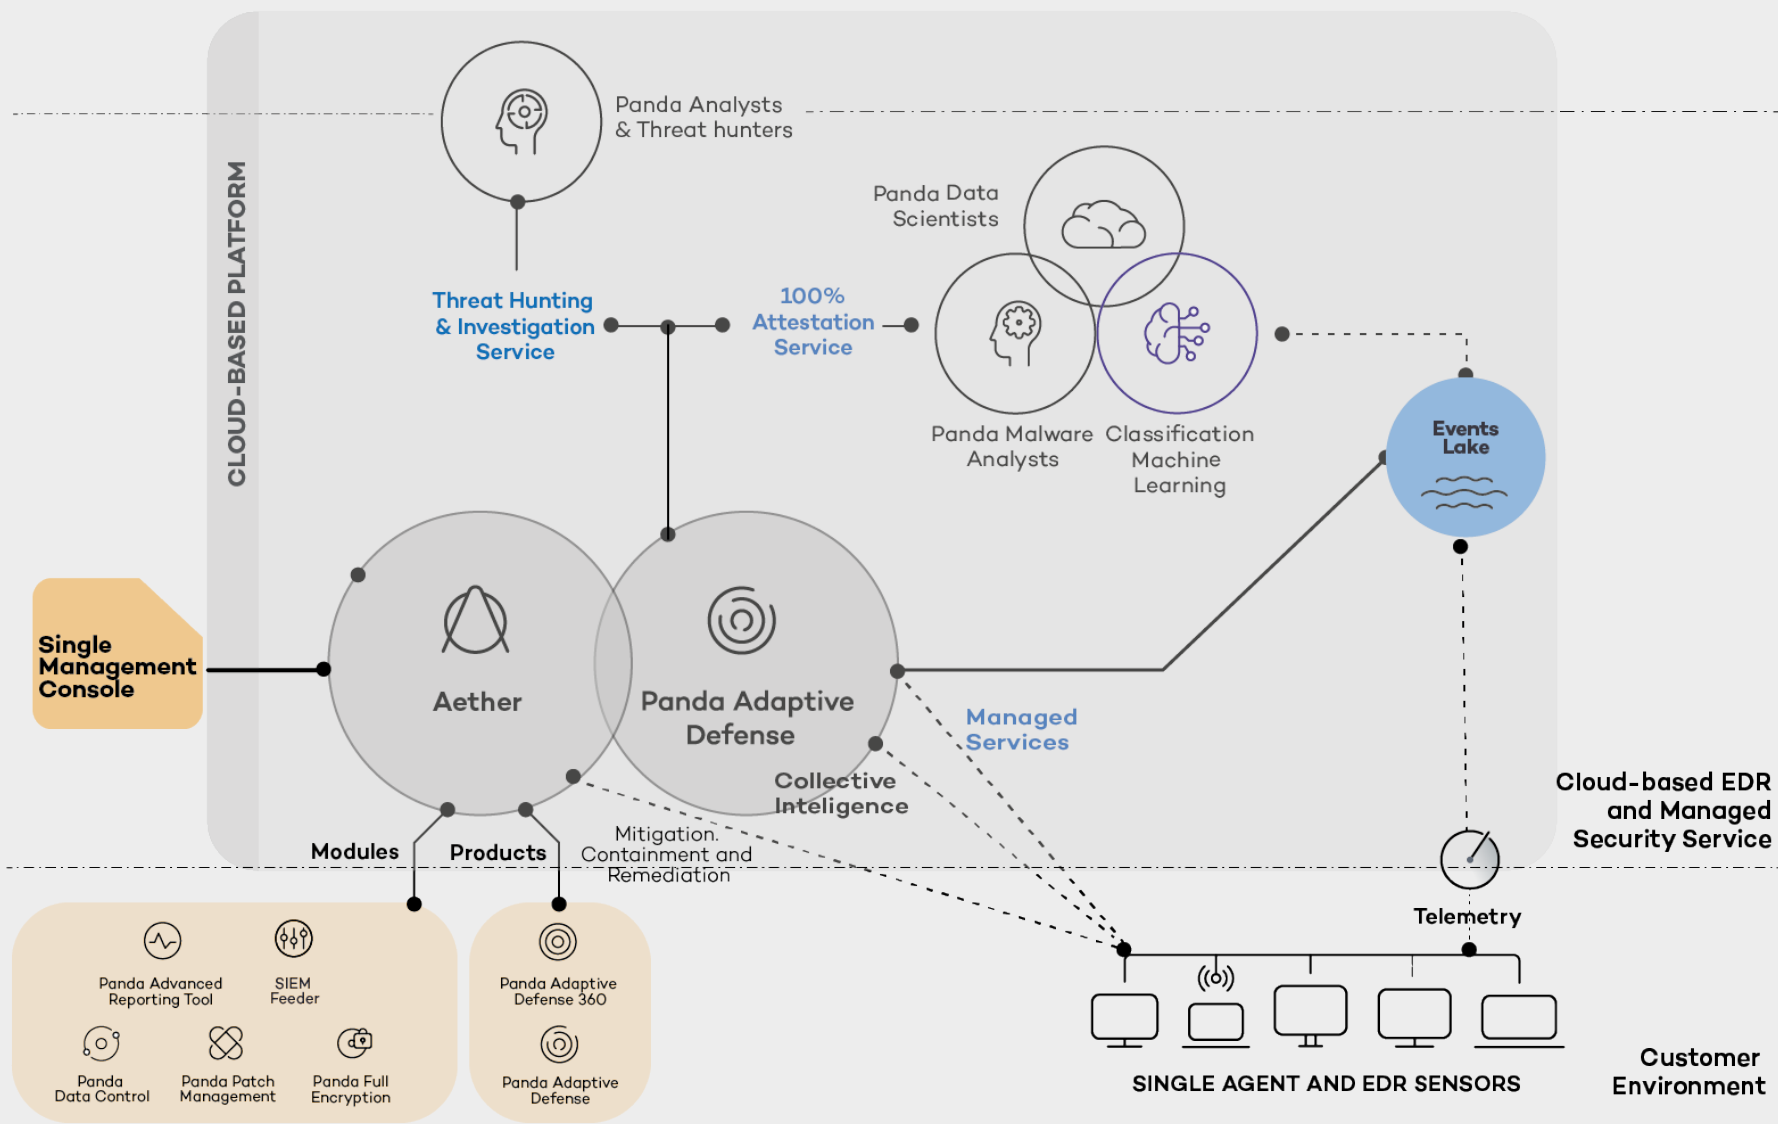 Panda Analysts
& Threat hunters
CLOUD-BASED PLATFORM
Panda Data
Scientists
Threat Hunting
& Investigation
Service
100%
Attestation
Service
Panda Malware
Analysts
Classification
Machine
Learning
Events
Lake
Single
Management
Console
Aether
Panda Adaptive
Defense
Managed
Services
Collective
Inteligence
Mitigation.
Containment and
Remediation
Modules
Products
Cloud-based EDR
and Managed
Security Service
Telemetry
Panda Advanced
Reporting Tool
SIEM
Feeder
Panda
Data Control
Panda Patch
Management
Panda Full
Encryption
Panda Adaptive
Defense 360
Panda Adaptive
Defense
SINGLE AGENT AND EDR SENSORS
Customer
Environment